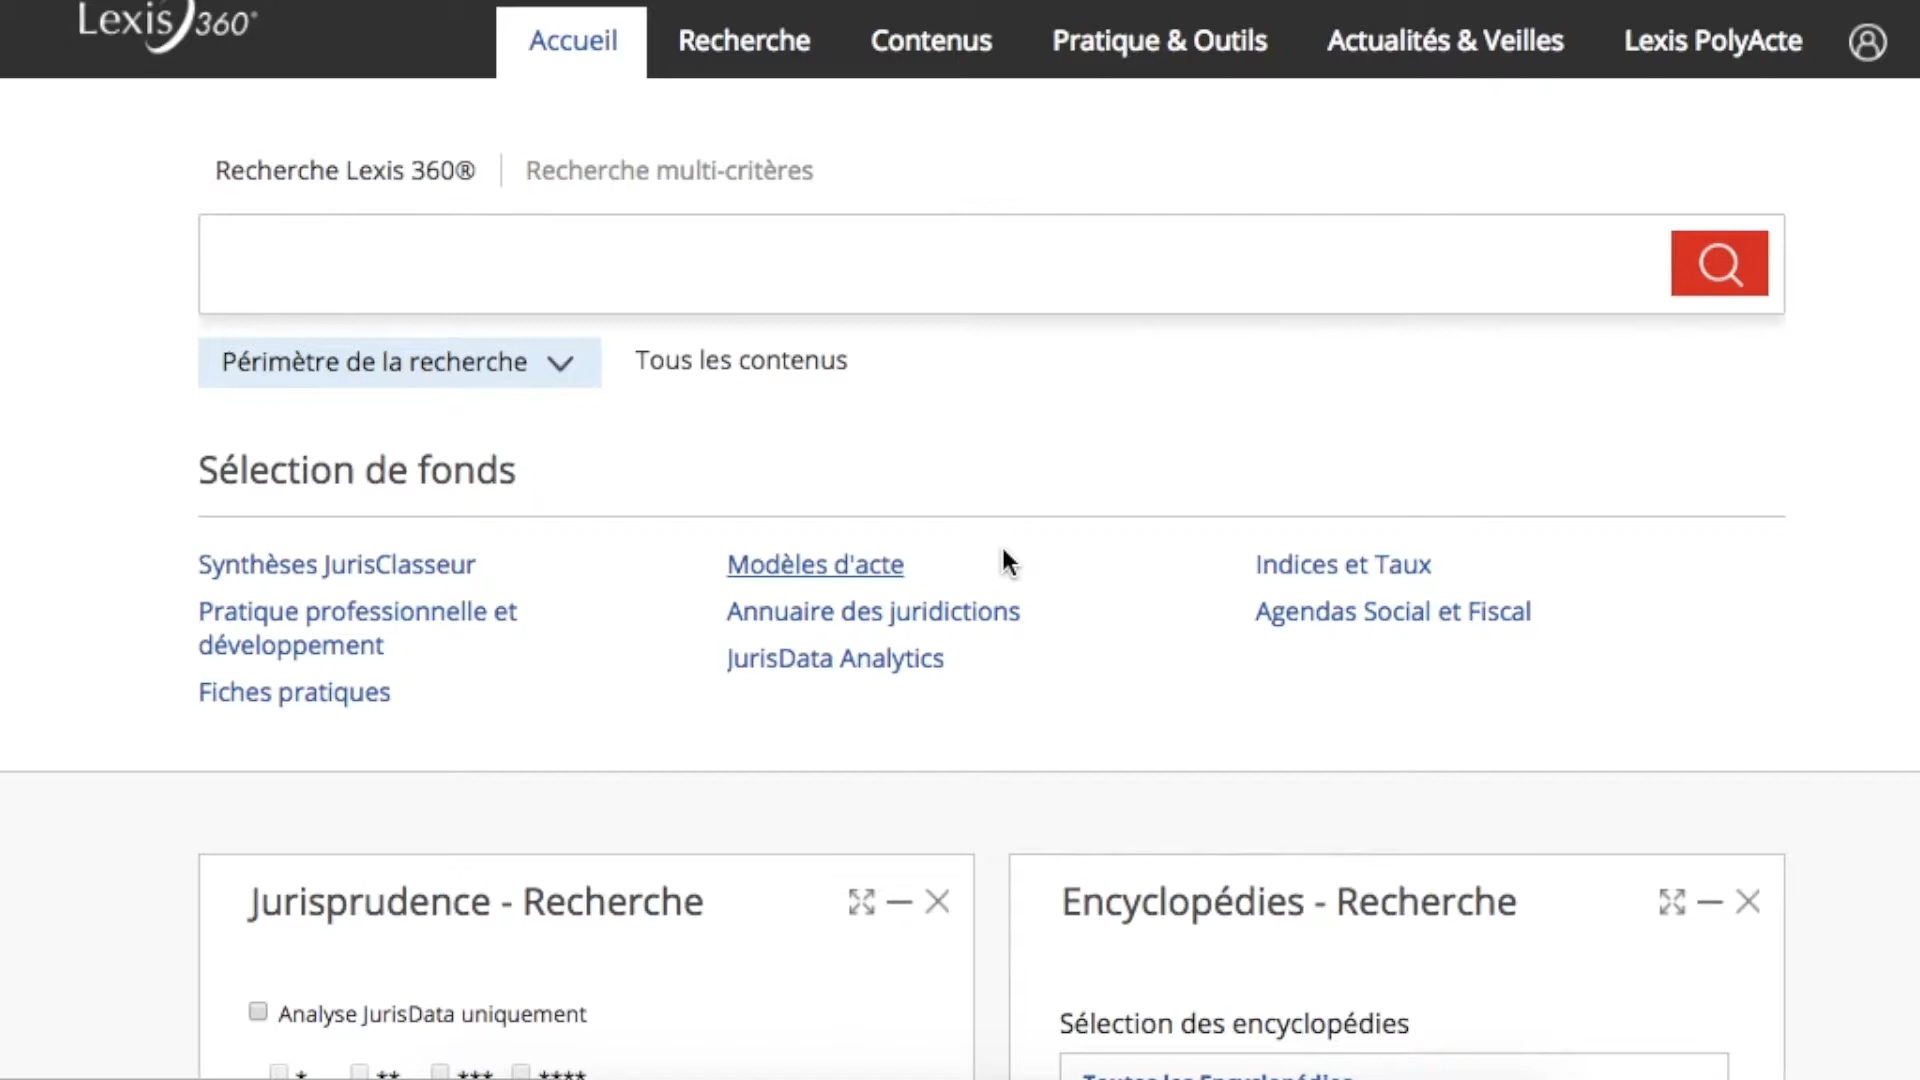 Lexis 360®
Accueil
Recherche
Contenus
Pratique & Outils
Actualités & Veilles
Lexis PolyActe
Recherche Lexis 360®
Recherche multi-critères
Périmètre de la recherche
Tous les contenus
Sélection de fonds
Synthèses JurisClasseur
Pratique professionnelle et
développement
Fiches pratiques
Modèles d'acte
Annuaire des juridictions
JurisData Analytics
Indices et Taux
Agendas Social et Fiscal
Jurisprudence - Recherche
Analyse JurisData uniquement
* ** *** ****
Encyclopédies - Recherche
Sélection des encyclopédies
Toutes les Encyclopédies